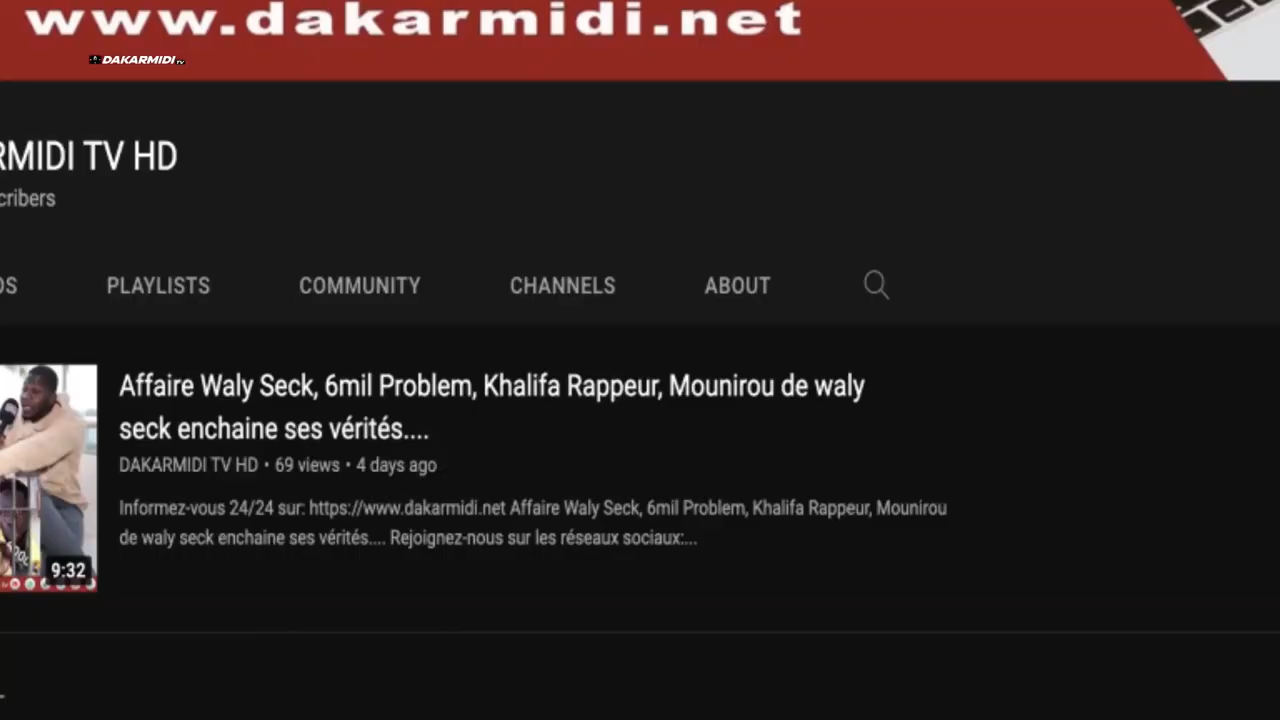 www.dakarmidi.net
DAKARMIDI TV
RMIDI TV HD
cribers
OS PLAYLISTS COMMUNITY CHANNELS ABOUT
Affaire Waly Seck, 6mil Problem, Khalifa Rappeur, Mounirou de waly
seck enchaine ses vérités....
DAKARMIDI TV HD • 69 views • 4 days ago
Informez-vous 24/24 sur: https://www.dakarmidi.net Affaire Waly Seck, 6mil Problem, Khalifa Rappeur, Mounirou
de waly seck enchaine ses vérités.... Rejoignez-nous sur les réseaux sociaux:...
9:32